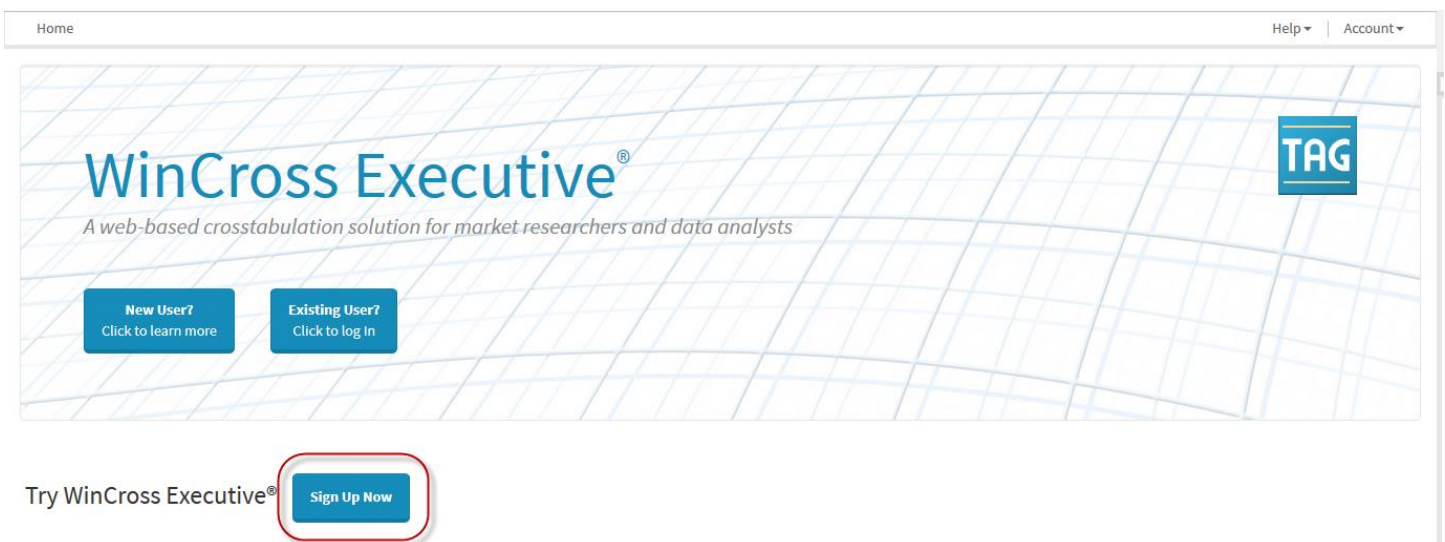 Home
Help
Account
WinCross Executive®
TAG
A web-based crosstabulation solution for market researchers and data analysts
New User?
Click to learn more
Existing User?
Click to log In
Try WinCross Executive®
Sign Up Now